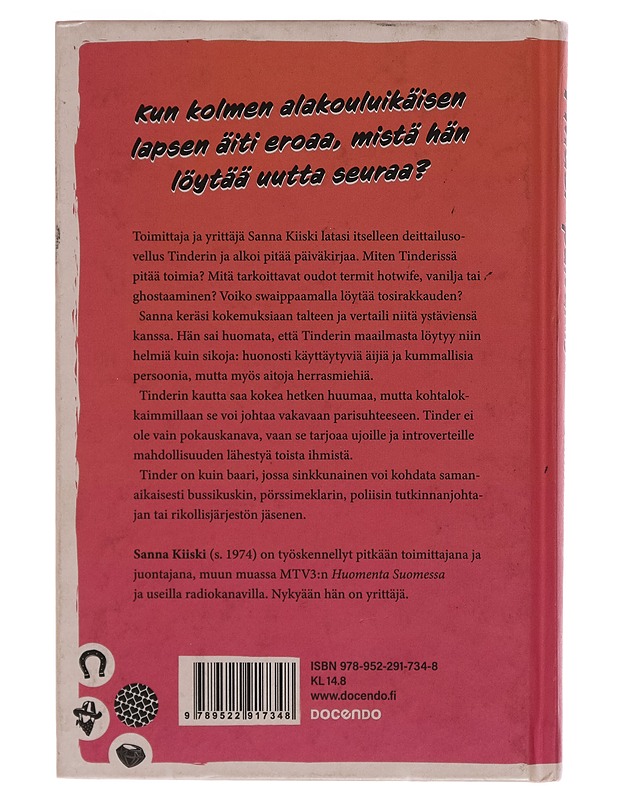 Kun kolmen alakouluikäisen
lapsen äiti eroaa, mistä hän
löytää uutta seuraa?
Toimittaja ja yrittäjä Sanna Kiiski latasi itselleen deittailuso-
vellus Tinderin ja alkoi pitää päiväkirjaa. Miten Tinderissä
pitää toimia? Mitä tarkoittavat oudot termit hotwife, vanilja tai
ghostaaminen? Voiko swaippaamalla löytää tosirakkauden?
Sanna keräsi kokemuksiaan talteen ja vertaili niitä ystäviensä
kanssa. Hän sai huomata, että Tinderin maailmasta löytyy niin
helmiä kuin sikoja: huonosti käyttäytyviä äijiä ja kummallisia
persoonia, mutta myös aitoja herrasmiehiä.
Tinderin kautta saa kokea hetken huumaa, mutta kohtalok-
kaimmillaan se voi johtaa vakavaan parisuhteeseen. Tinder ei
ole vain pokauskanava, vaan se tarjoaa ujoille ja introverteille
mahdollisuuden lähestyä toista ihmistä.
Tinder on kuin baari, jossa sinkkunainen voi kohdata saman-
aikaisesti bussikuskin, pörssimeklarin, poliisin tutkinnanjohta-
jan tai rikollisjärjestön jäsenen.
Sanna Kiiski (s. 1974) on työskennellyt pitkään toimittajana ja
juontajana, muun muassa MTV3:n Huomenta Suomessa
ja useilla radiokanavilla. Nykyään hän on yrittäjä.
ISBN 978-952-291-734-8
KL 14.8
www.docendo.fi
DOCENDO
9 789522 917348